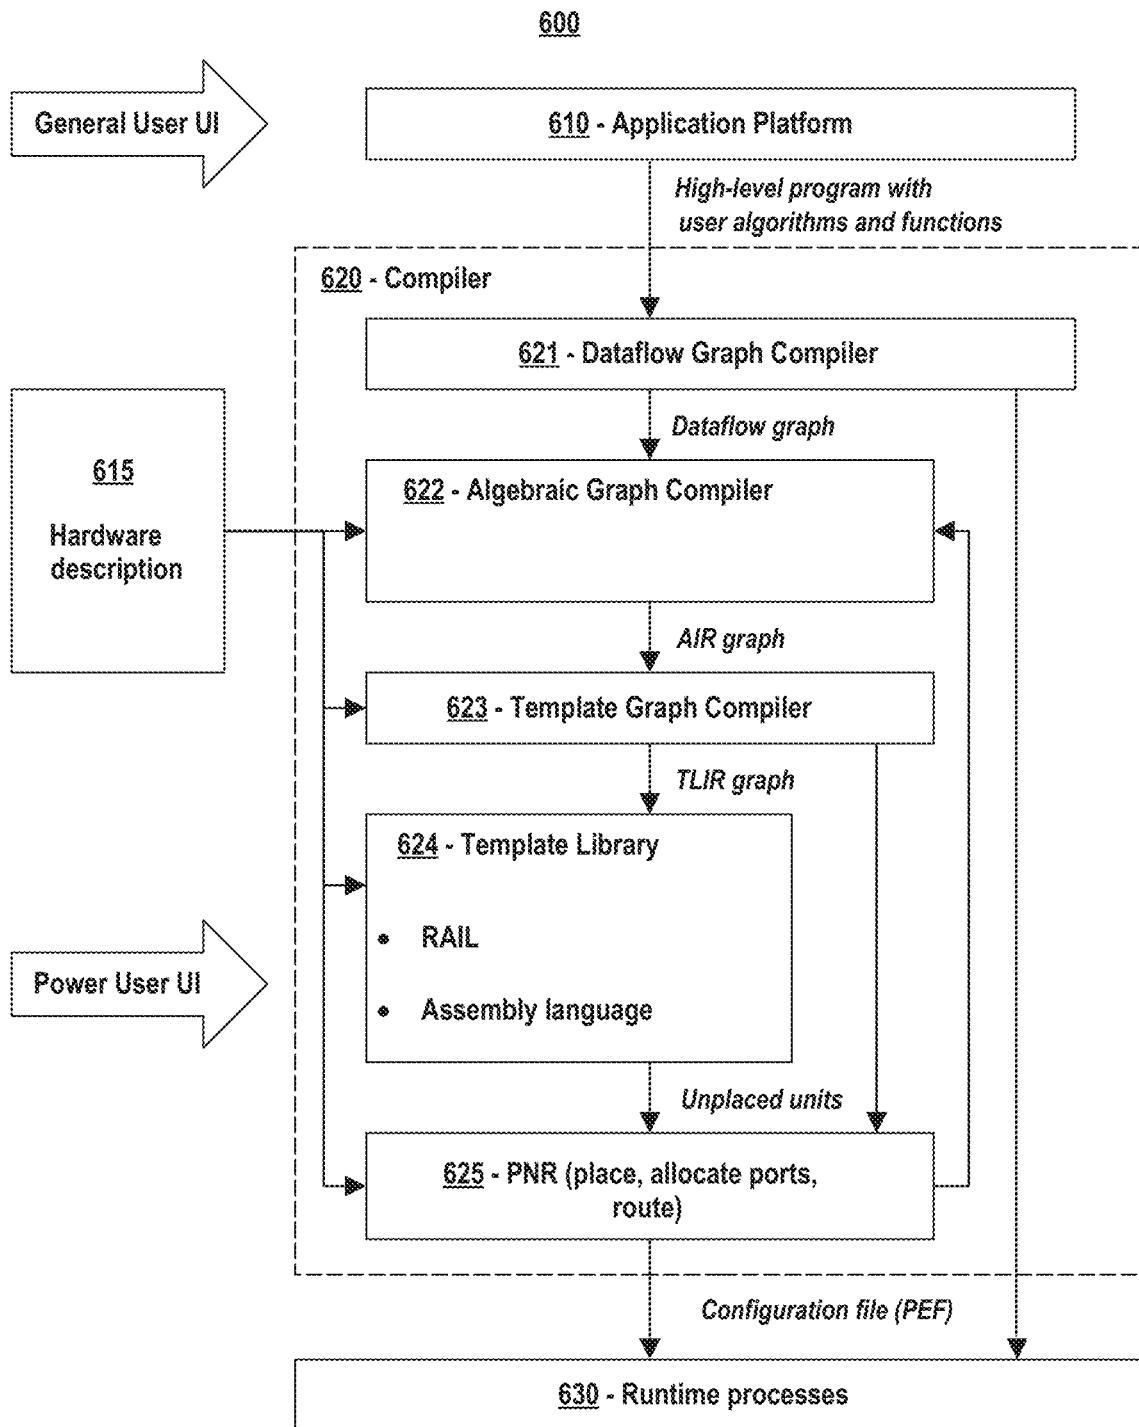 600
General User UI
610 - Application Platform
High-level program with
user algorithms and functions
620 - Compiler
621 - Dataflow Graph Compiler
Dataflow graph
615
Hardware
description
622 - Algebraic Graph Compiler
AIR graph
623 - Template Graph Compiler
TLIR graph
624 - Template Library
• RAIL
Power User UI
• Assembly language
Unplaced units
625 - PNR (place, allocate ports,
route)
Configuration file (PEF)
630 - Runtime processes